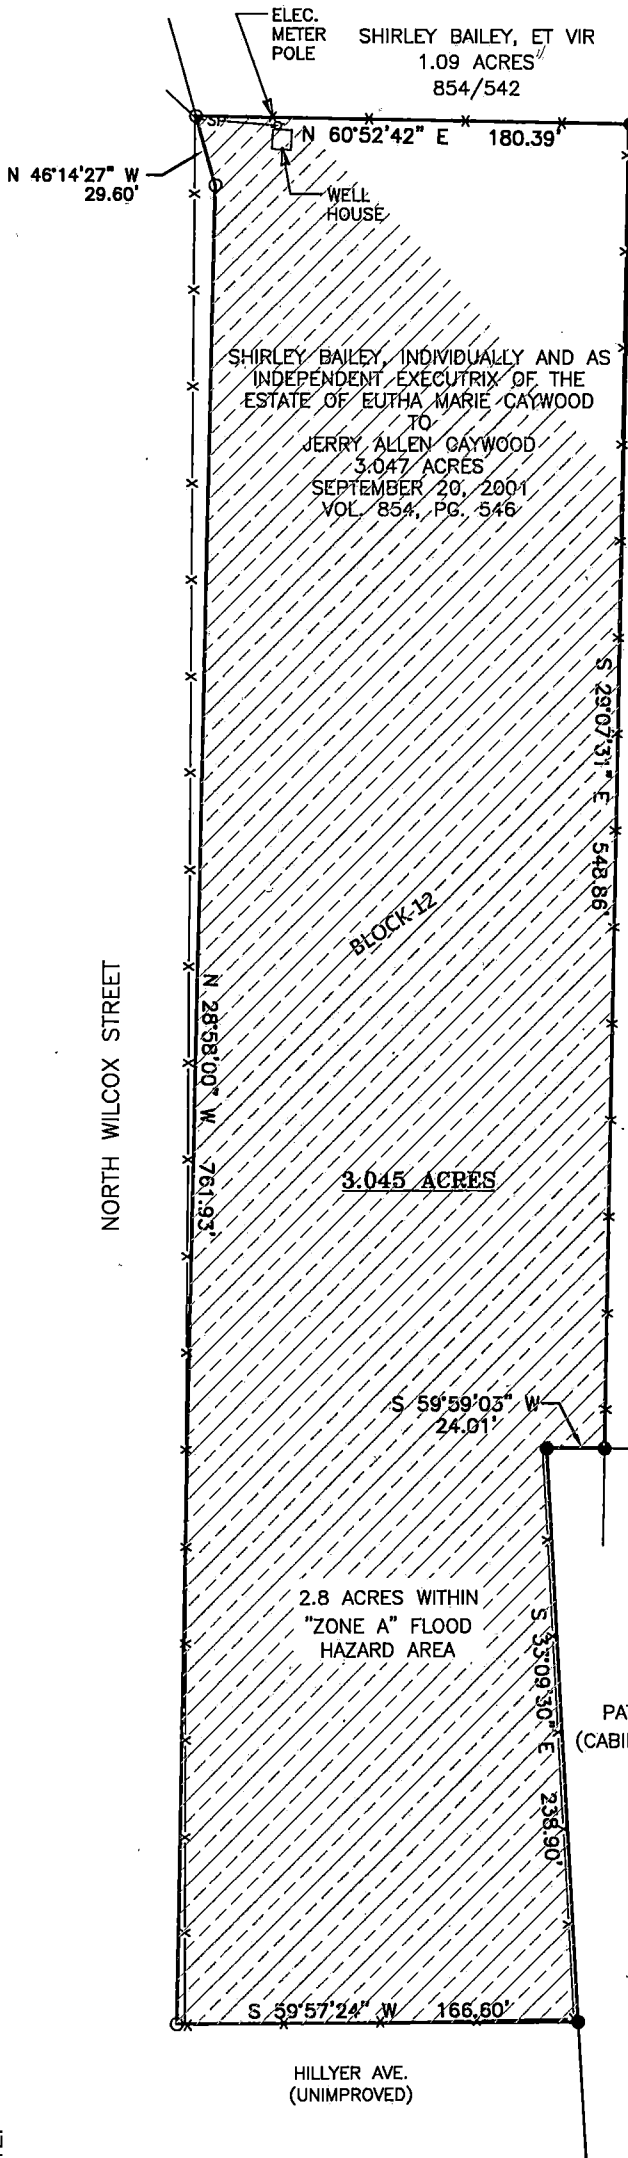 ELEC.
METER
POLE
SHIRLEY BAILEY, ET VIR
1.09 ACRES
854/542
N 60°52'42" E 180.39'
N 46°14'27" W
29.60'
WELL
HOUSE
SHIRLEY BAILEY, INDIVIDUALLY AND AS
INDEPENDENT EXECUTRIX OF THE
ESTATE OF EUTHA MARIE CAYWOOD
TO
JERRY ALLEN CAYWOOD
3.047 ACRES
SEPTEMBER 20, 2001
VOL. 854, PG. 546
S 29°07'31" E 548.86'
BLOCK-12
NORTH WILCOX STREET
N 28°58'00" W 761.93'
3.045 ACRES
S 59°59'03" W
24.01'
2.8 ACRES WITHIN
"ZONE A" FLOOD
HAZARD AREA
S 33°09'30" E 238.90'
PA
(CABI
S 59°57'24" W 166.60'
HILLYER AVE.
(UNIMPROVED)